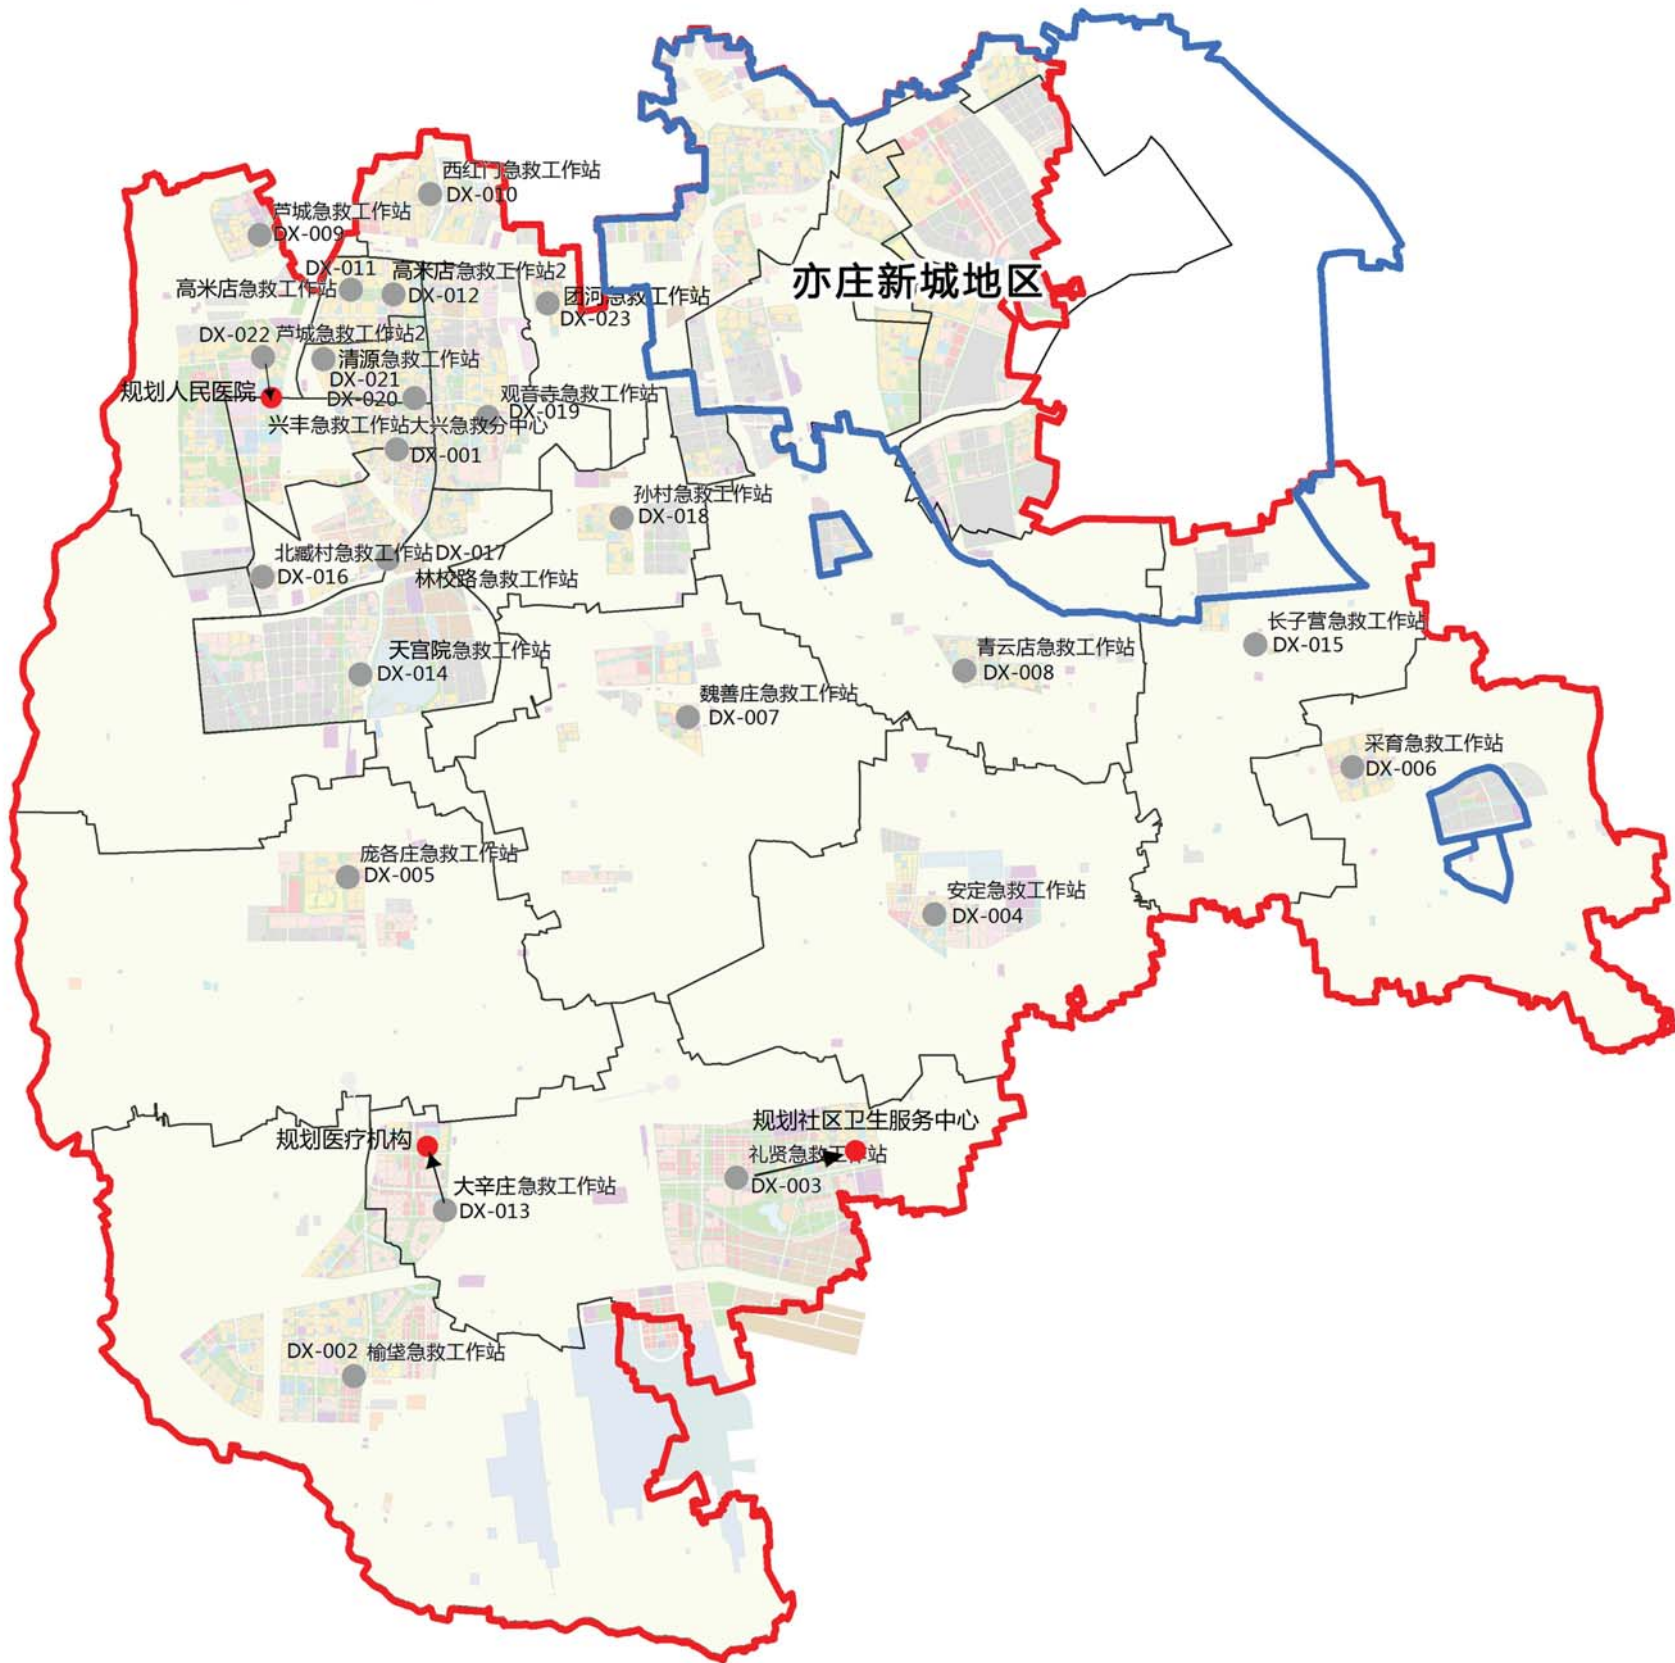 西红门急救工作站
DX-010
芦城急救工作站
DX-009
亦庄新城地区
DX-011
高米店急救工作站2
高米店急救工作站
DX-012
团河急救工作站
DX-023
DX-022 芦城急救工作站2
清源急救工作站
DX-021
规划人民医院
DX-020
观音寺急救工作站
DX-019
兴丰急救工作站
大兴急救分中心
DX-001
孙村急救工作站
DX-018
北臧村急救工作站
DX-017
DX-016
林校路急救工作站
天宫院急救工作站
DX-014
长子营急救工作站
DX-015
青云店急救工作站
DX-008
魏善庄急救工作站
DX-007
采育急救工作站
DX-006
庞各庄急救工作站
DX-005
安定急救工作站
DX-004
规划社区卫生服务中心
规划医疗机构
礼贤急救工作站
DX-003
大辛庄急救工作站
DX-013
DX-002 榆垡急救工作站